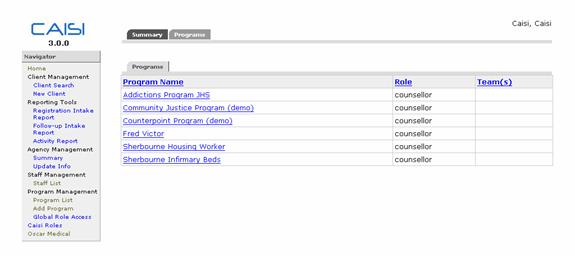 CAISI
3.0.0
Caisi, Caisi
Summary Programs
Navigator
Home
Client Management
Client Search
New Client
Reporting Tools
Registration Intake
Report
Follow-up Intake
Report
Activity Report
Agency Management
Summary
Update Info
Staff Management
Staff List
Program Management
Program List
Add Program
Global Role Access
Caisi Roles
Oscar Medical
Programs
Program Name Role Team(s)
Addictions Program JHS counsellor
Community Justice Program (demo) counsellor
Counterpoint Program (demo) counsellor
Fred Victor counsellor
Sherbourne Housing Worker counsellor
Sherbourne Infirmary Beds counsellor